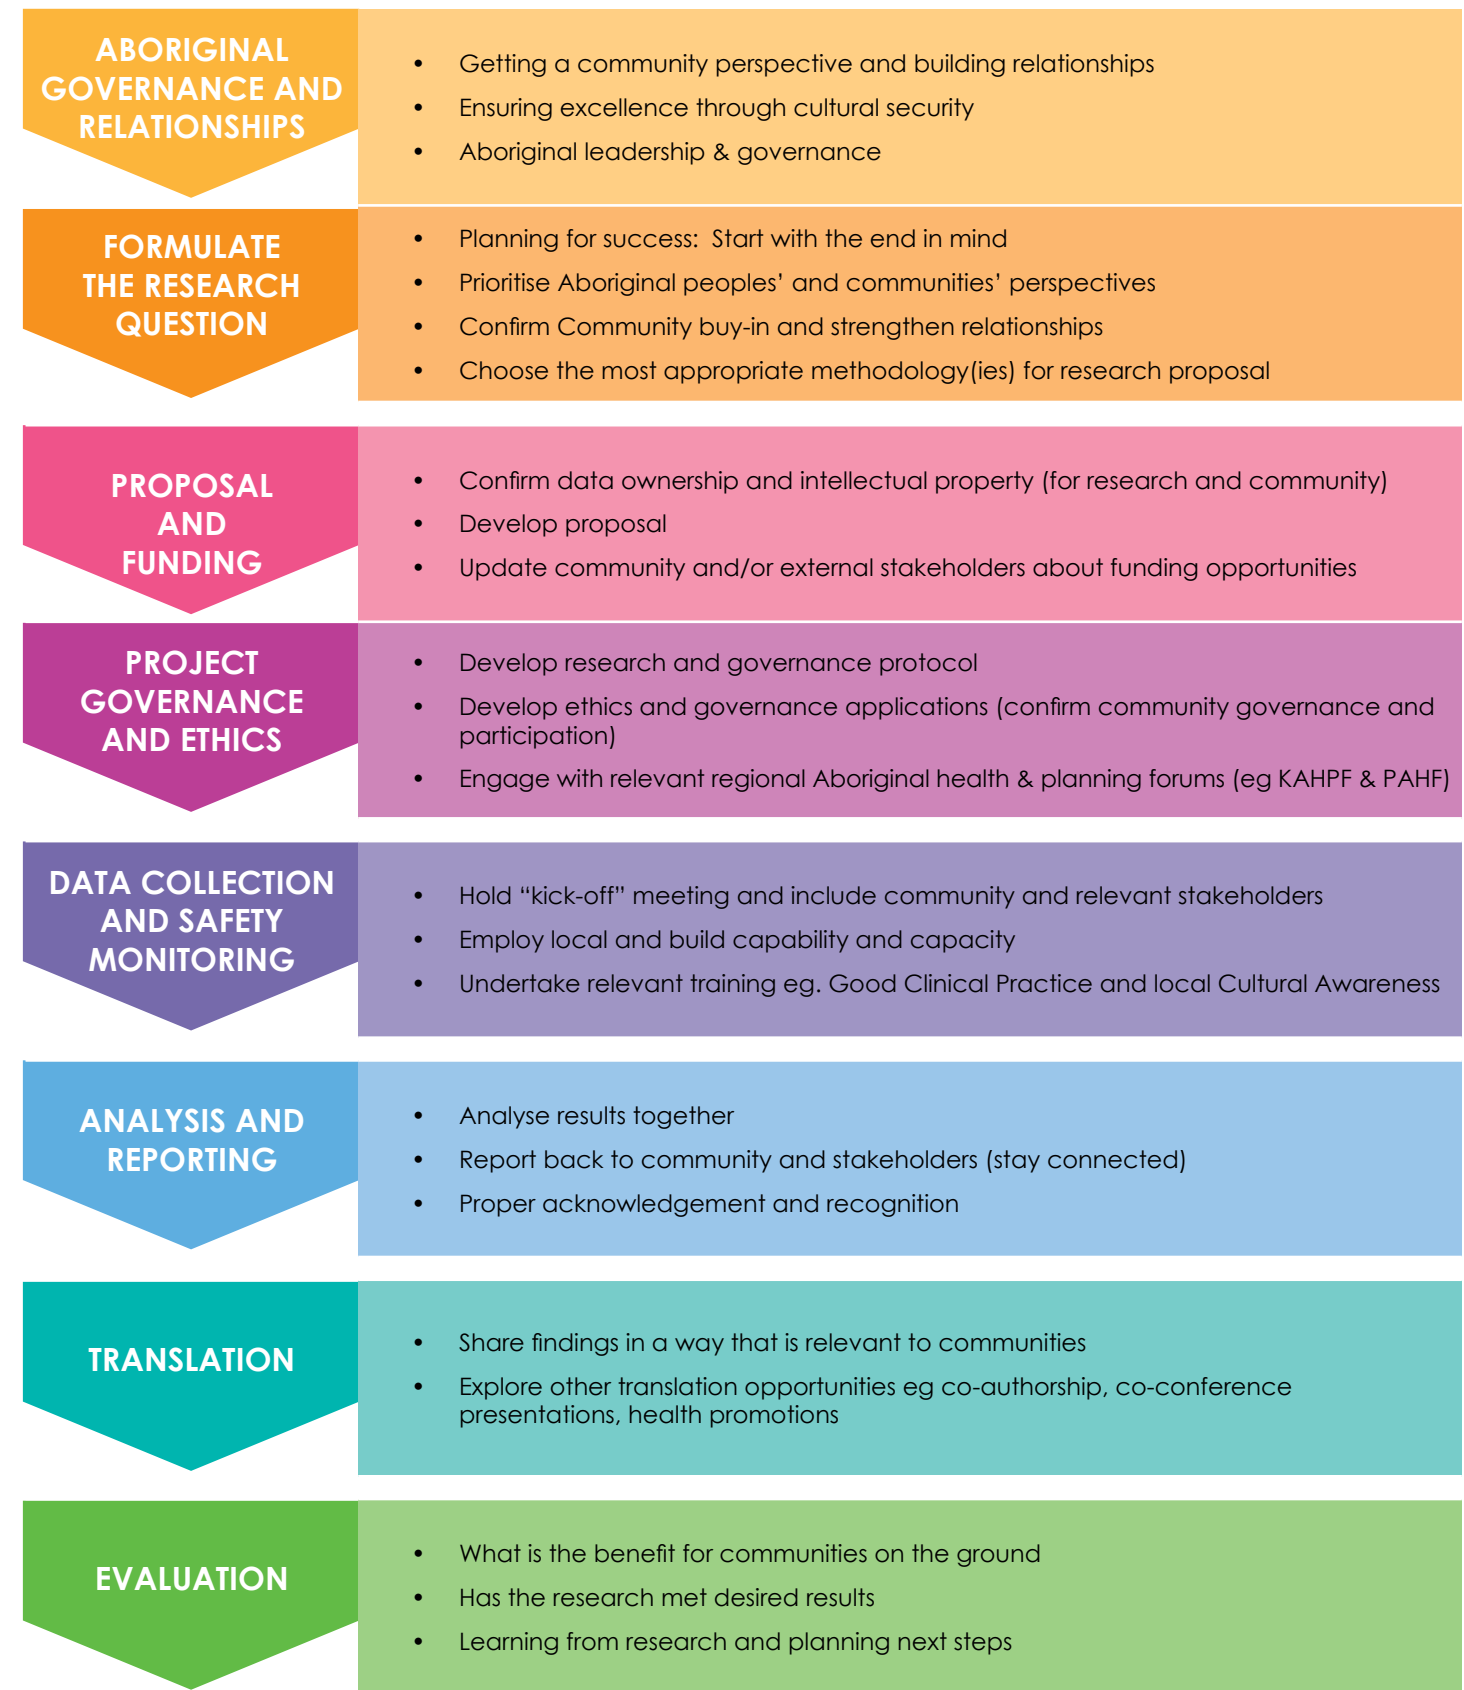 ABORIGINAL
GOVERNANCE AND
RELATIONSHIPS
• Getting a community perspective and building relationships
• Ensuring excellence through cultural security
• Aboriginal leadership & governance
FORMULATE
THE RESEARCH
QUESTION
• Planning for success:  Start with the end in mind
• Prioritise Aboriginal peoples’ and communities’ perspectives
• Confirm Community buy-in and strengthen relationships
• Choose the most appropriate methodology(ies) for research proposal
PROPOSAL
AND
FUNDING
• Confirm data ownership and intellectual property (for research and community)
• Develop proposal
• Update community and/or external stakeholders about funding opportunities
PROJECT
GOVERNANCE
AND ETHICS
• Develop research and governance protocol
• Develop ethics and governance applications (confirm community governance and
participation)
• Engage with relevant regional Aboriginal health & planning forums (eg KAHPF & PAHF)
DATA COLLECTION
AND SAFETY
MONITORING
• Hold “kick-off” meeting and include community and relevant stakeholders
• Employ local and build capability and capacity
• Undertake relevant training eg. Good Clinical Practice and local Cultural Awareness
ANALYSIS AND
REPORTING
• Analyse results together
• Report back to community and stakeholders (stay connected)
• Proper acknowledgement and recognition
TRANSLATION
• Share findings in a way that is relevant to communities
• Explore other translation opportunities eg co-authorship, co-conference
presentations, health promotions
EVALUATION
• What is the benefit for communities on the ground
• Has the research met desired results
• Learning from research and planning next steps